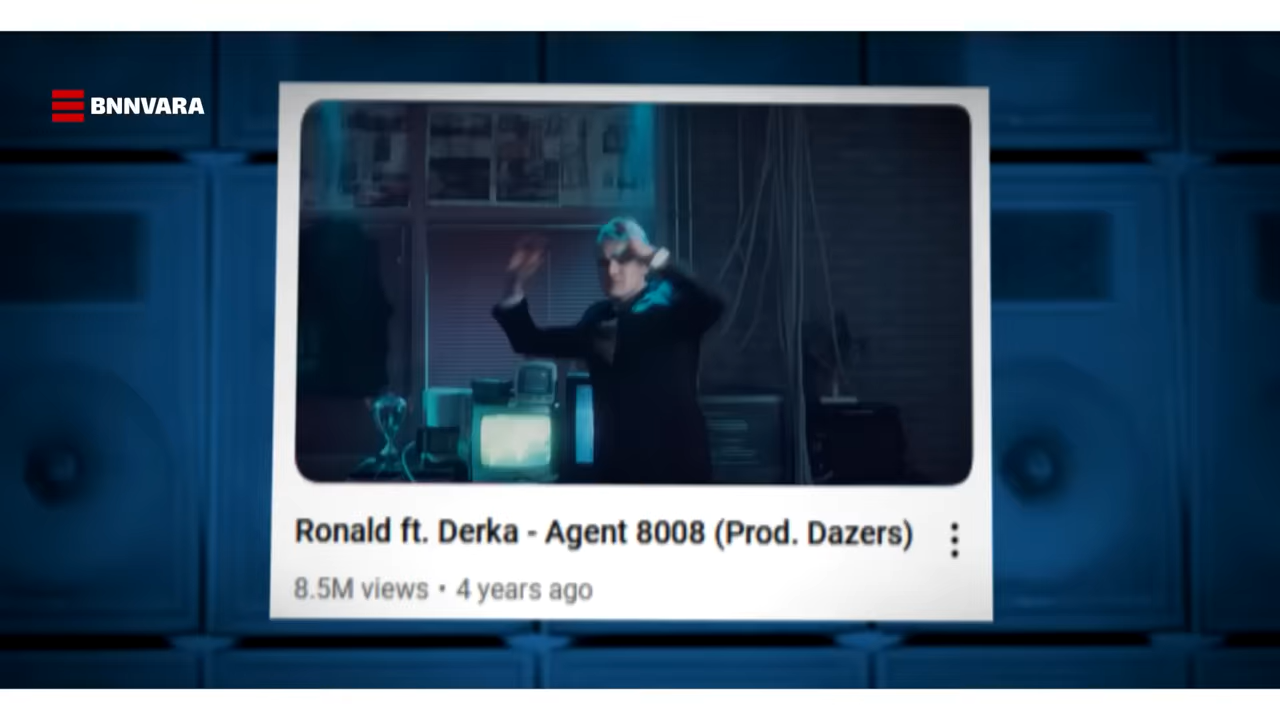 BNNVARA
Ronald ft. Derka - Agent 8008 (Prod. Dazers)
8.5M views • 4 years ago